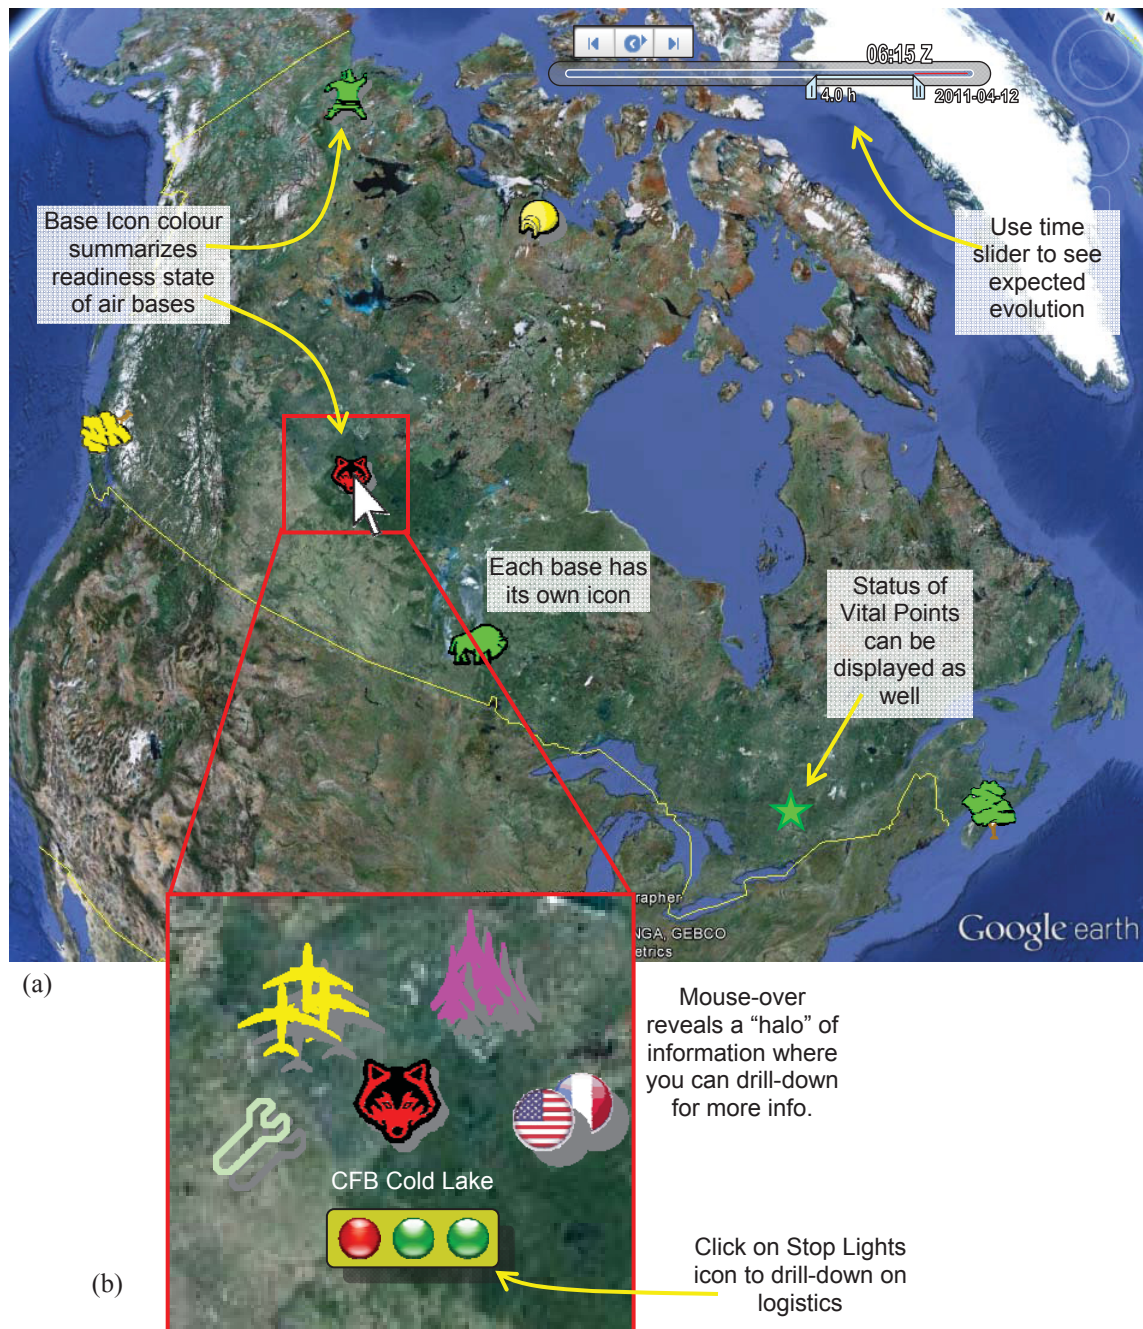 N
06:15 Z
4.0 h
2011-04-12
Base Icon colour
summarizes
readiness state
of air bases
Use time
slider to see
expected
evolution
Each base has
its own icon
Status of
Vital Points
can be
displayed as
well
rapher
NGA, GEBCO
etrics
Google earth
(a)
Mouse-over
reveals a “halo” of
information where
you can drill-down
for more info.
CFB Cold Lake
(b)
Click on Stop Lights
icon to drill-down on
logistics